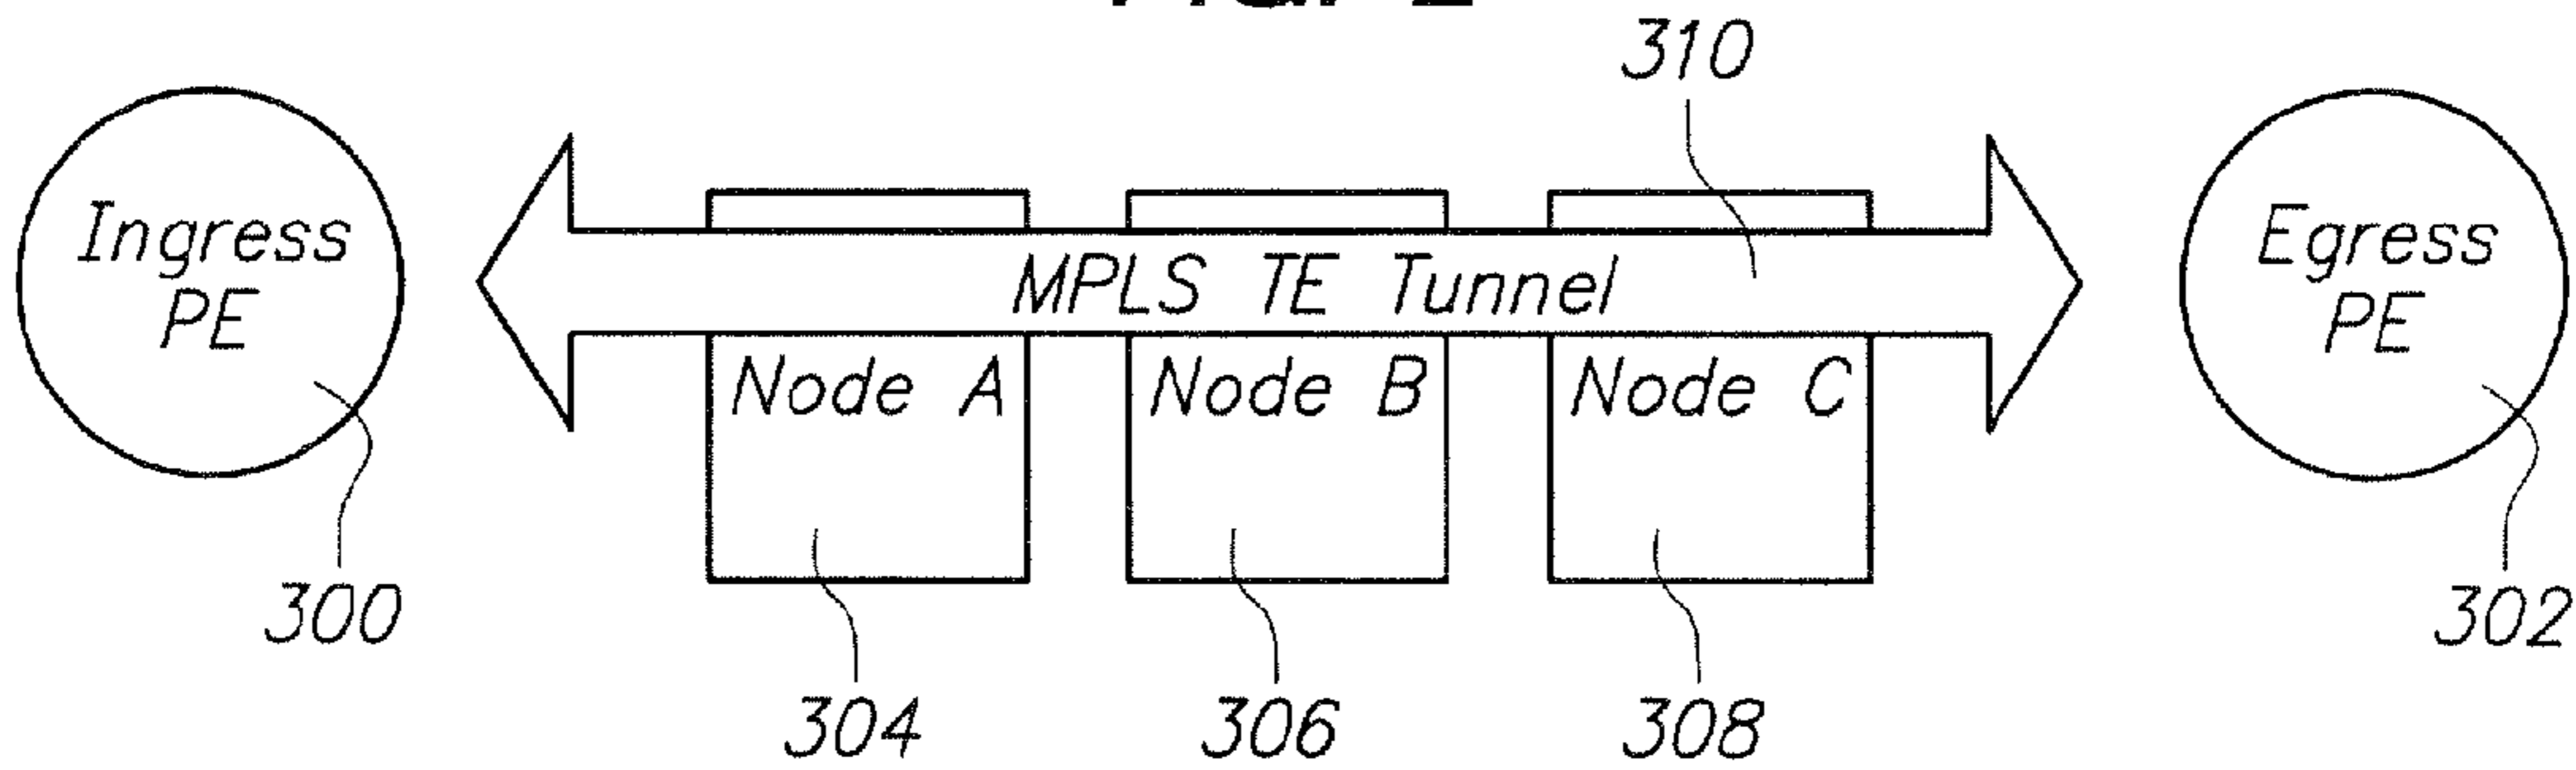 310
Ingress
PE
MPLS TE Tunnel
Egress
PE
Node A
Node B
Node C
300
302
304
306
308